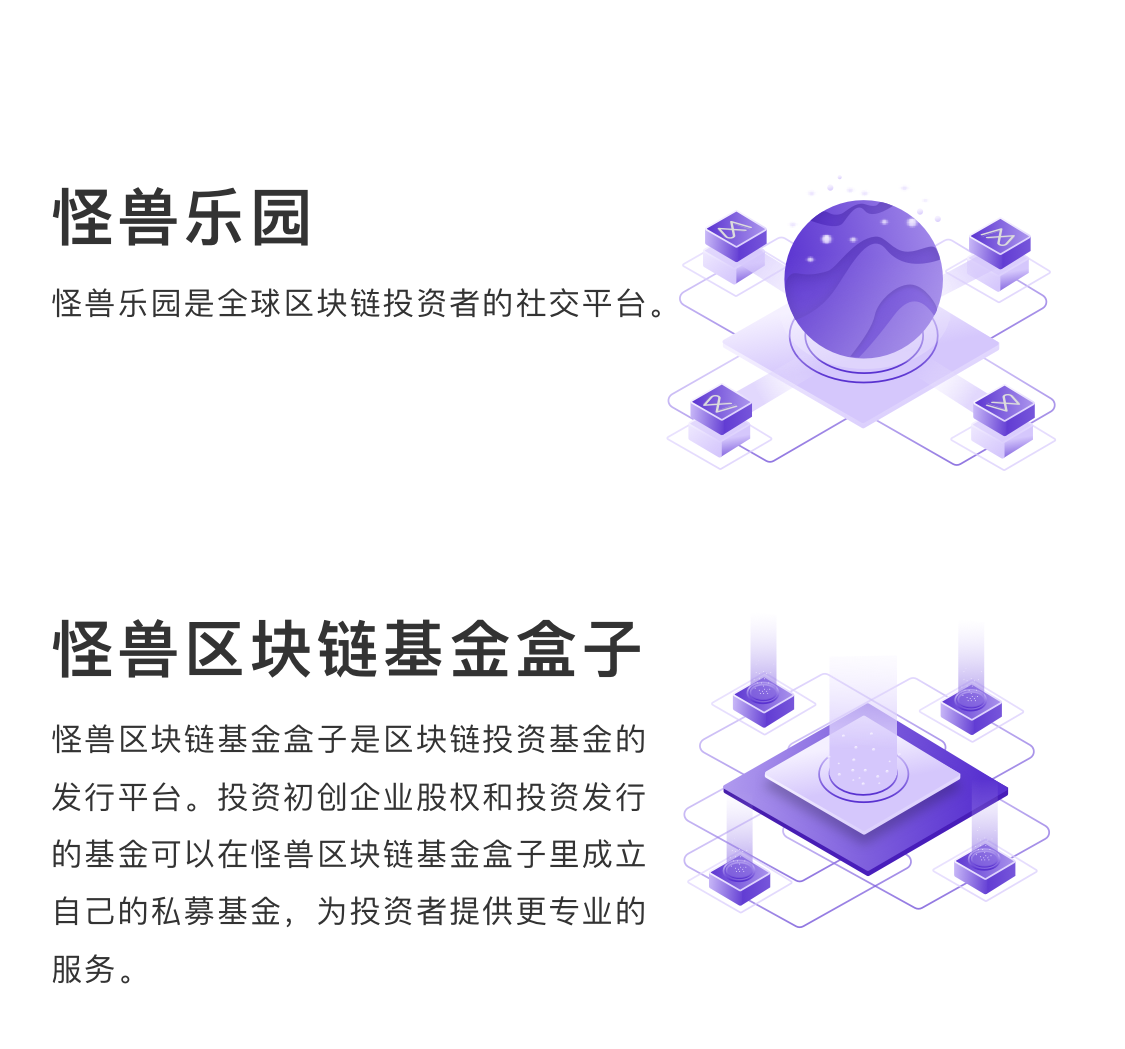 怪兽乐园
怪兽乐园是全球区块链投资者的社交平台。
怪兽区块链基金盒子
怪兽区块链基金盒子是区块链投资基金的
发行平台。投资初创企业股权和投资发行
的基金可以在怪兽区块链基金盒子里成立
自己的私募基金，为投资者提供更专业的
服务。